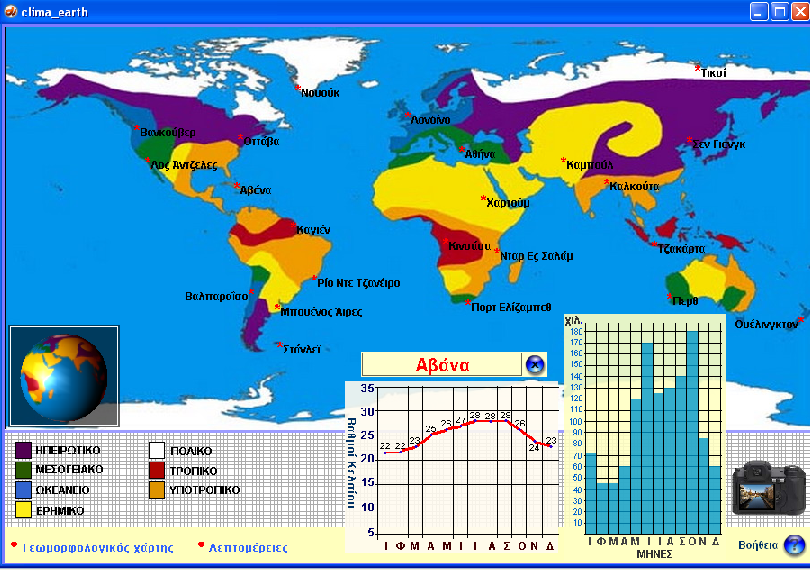 clima_earth
Νουούκ
Τικσί
Βανκούβερ
Οττάβα
Λονδίνο
Σεν Γιάνγκ
Λος Άντζελες
Αθήνα
Καμπούλ
Αβάνα
Καλκούτα
Χαρτούμ
Καγιέν
Κινσάσα
Νταρ Ες Σαλάμ
Τζακάρτα
Ρίο Ντε Τζανέιρο
Βαλπαραΐσο
Μπουένος Άιρες
Πορτ Ελίζαμπεθ
Περθ
Ουέλινγκτον
Στάνλεϊ
Αβάνα
Βαθμοί Κελσίου
35
30
25
20
15
10
5
22 22 23 25 26 27 28 28 28 26 24 23
Ι Φ Μ Α Μ Ι Ι Α Σ Ο Ν Δ
ΧΙΛ.
180
170
160
150
140
130
120
110
100
90
80
70
60
50
40
30
20
10
Ι Φ Μ Α Μ Ι Ι Α Σ Ο Ν Δ
ΜΗΝΕΣ
ΗΠΕΙΡΩΤΙΚΟ
ΜΕΣΟΓΕΙΑΚΟ
ΩΚΕΑΝΕΙΟ
ΕΡΗΜΙΚΟ
ΠΟΛΙΚΟ
ΤΡΟΠΙΚΟ
ΥΠΟΤΡΟΠΙΚΟ
Γεωμορφολογικός χάρτης
Λεπτομέρειες
Βοήθεια